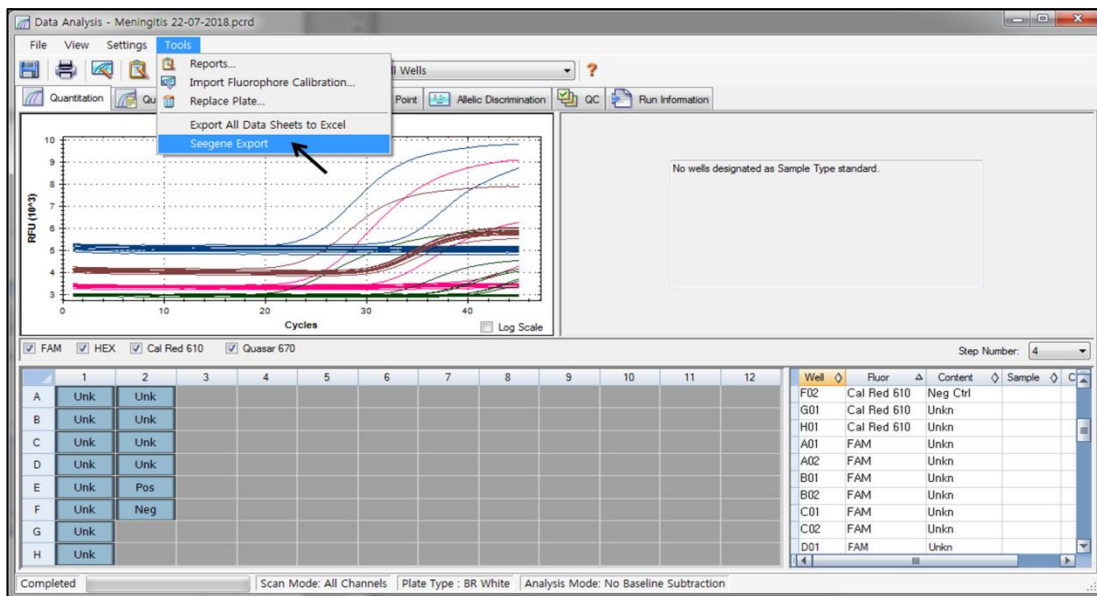 Data Analysis - Meningitis 22-07-2018.pcrd
File View Settings Tools
Reports...
Import Fluorophore Calibration...
Replace Plate...
Export All Data Sheets to Excel
Seegene Export
Wells
?
Quantitation Qu Point Allelic Discrimination QC Run Information
No wells designated as Sample Type standard.
RFU (10^3)
10
9
8
7
6
5
4
3
0 10 20 30 40
Cycles
Log Scale
FAM HEX Cal Red 610 Quasar 670
Step Number: 4
1 2 3 4 5 6 7 8 9 10 11 12
A Unk Unk
B Unk Unk
C Unk Unk
D Unk Unk
E Unk Pos
F Unk Neg
G Unk
H Unk
Well Fluor Content Sample C
F02 Cal Red 610 Neg Ctrl
G01 Cal Red 610 Unkn
H01 Cal Red 610 Unkn
A01 FAM Unkn
A02 FAM Unkn
B01 FAM Unkn
B02 FAM Unkn
C01 FAM Unkn
C02 FAM Unkn
D01 FAM Unkn
Completed Scan Mode: All Channels Plate Type : BR White Analysis Mode: No Baseline Subtraction